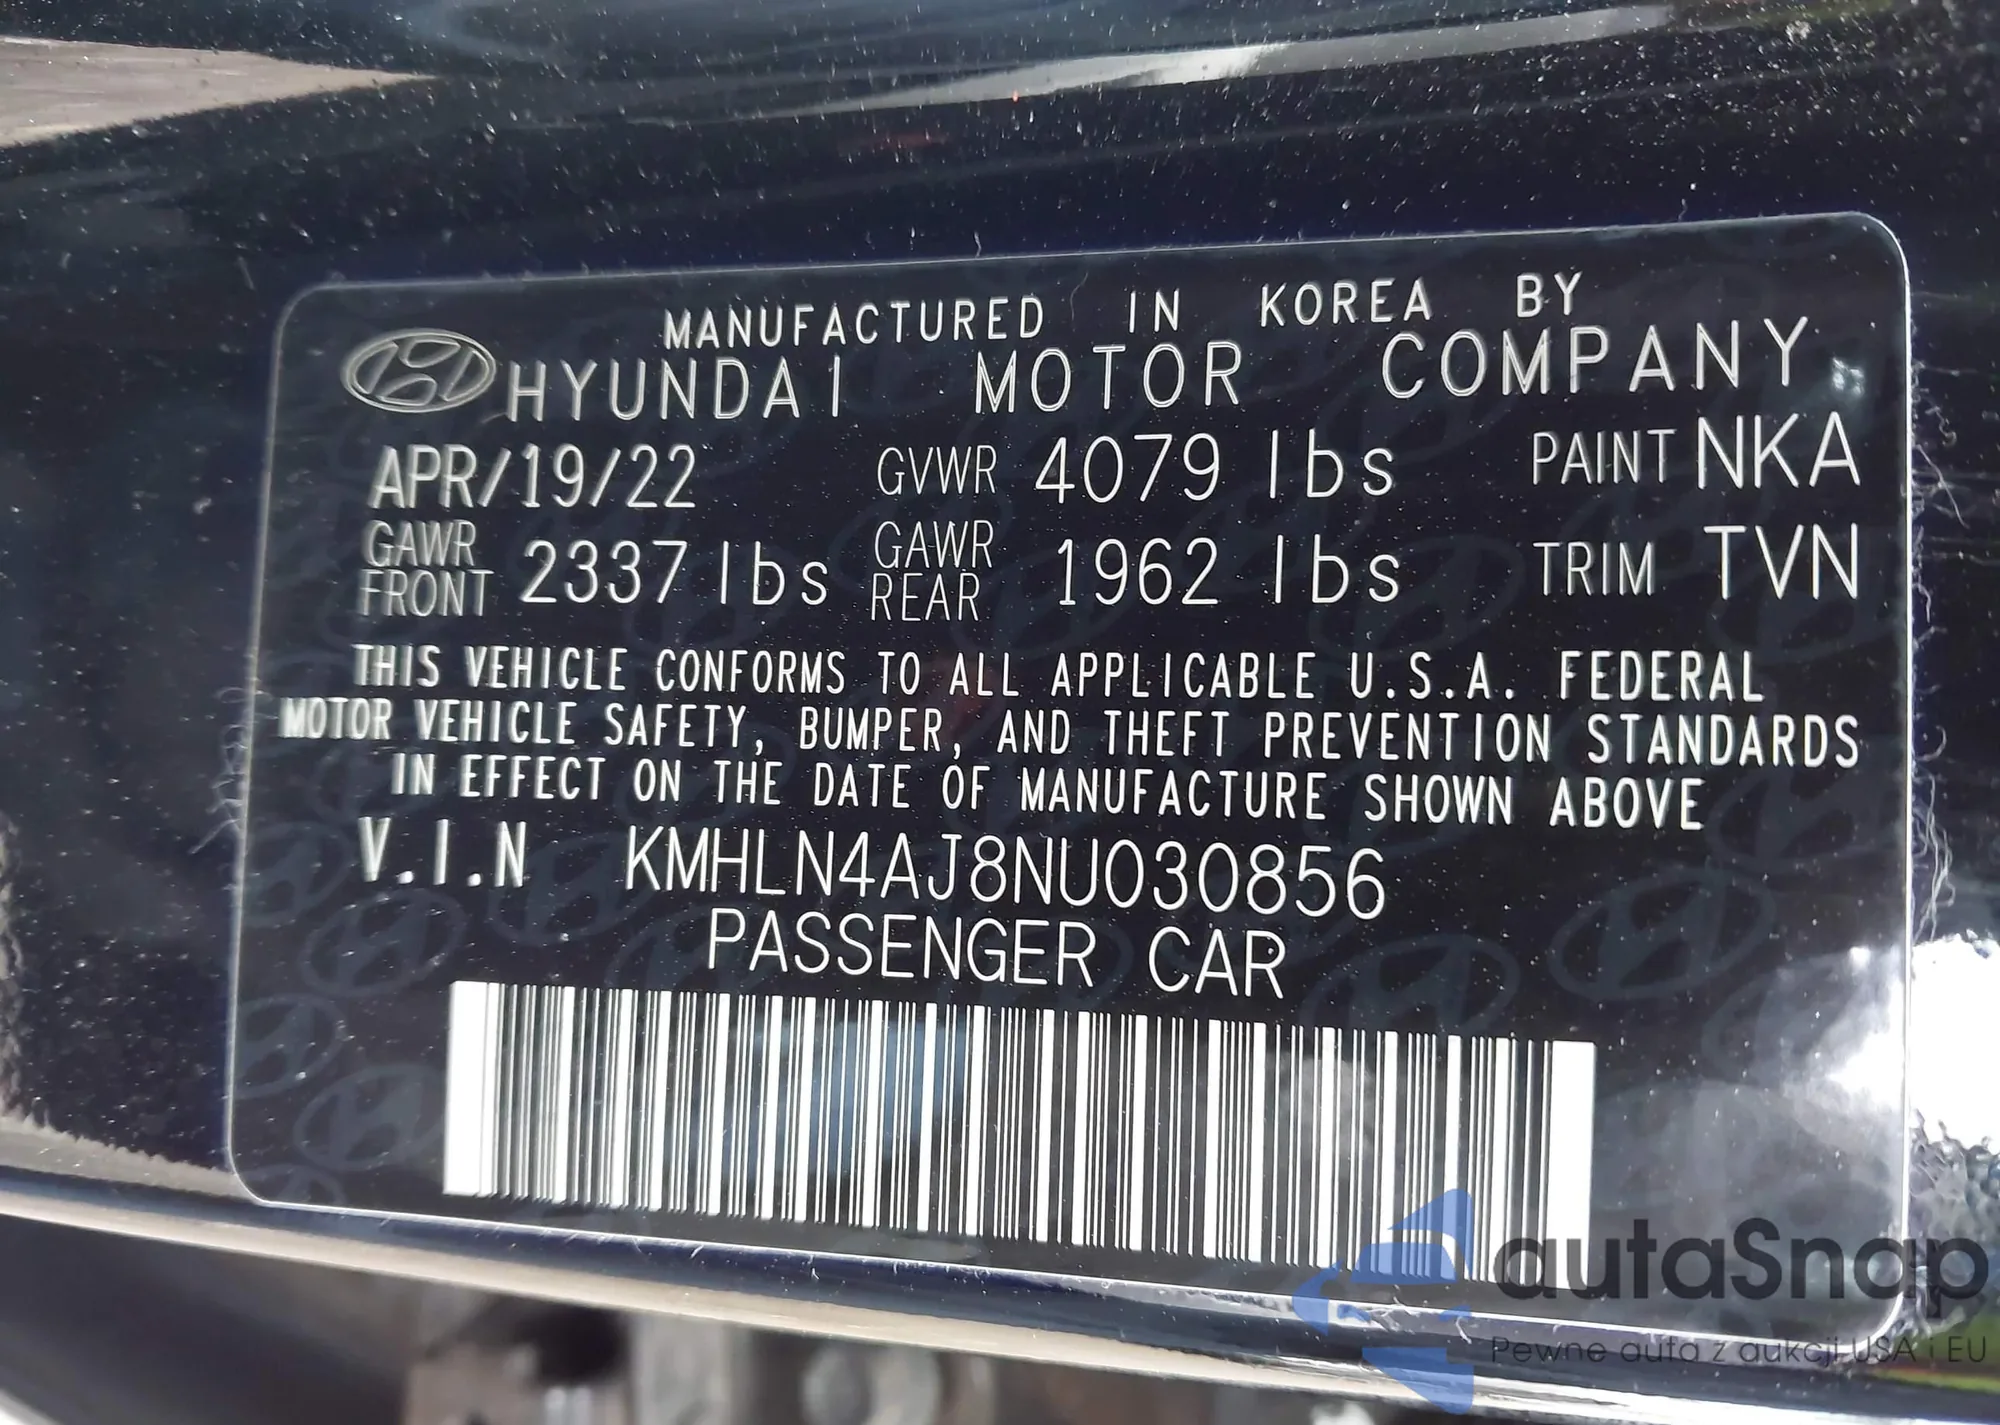 MANUFACTURED IN KOREA BY
HYUNDAI MOTOR COMPANY
APR/19/22 GVWR 4079 lbs PAINT NKA
GAWR FRONT 2337 lbs GAWR REAR 1962 lbs TRIM TVN
THIS VEHICLE CONFORMS TO ALL APPLICABLE U.S.A. FEDERAL
MOTOR VEHICLE SAFETY, BUMPER, AND THEFT PREVENTION STANDARDS
IN EFFECT ON THE DATE OF MANUFACTURE SHOWN ABOVE
V.I.N KMHLN4AJ8NU030856
PASSENGER CAR
autaSnap
Pewne auta z aukcji USA i EU